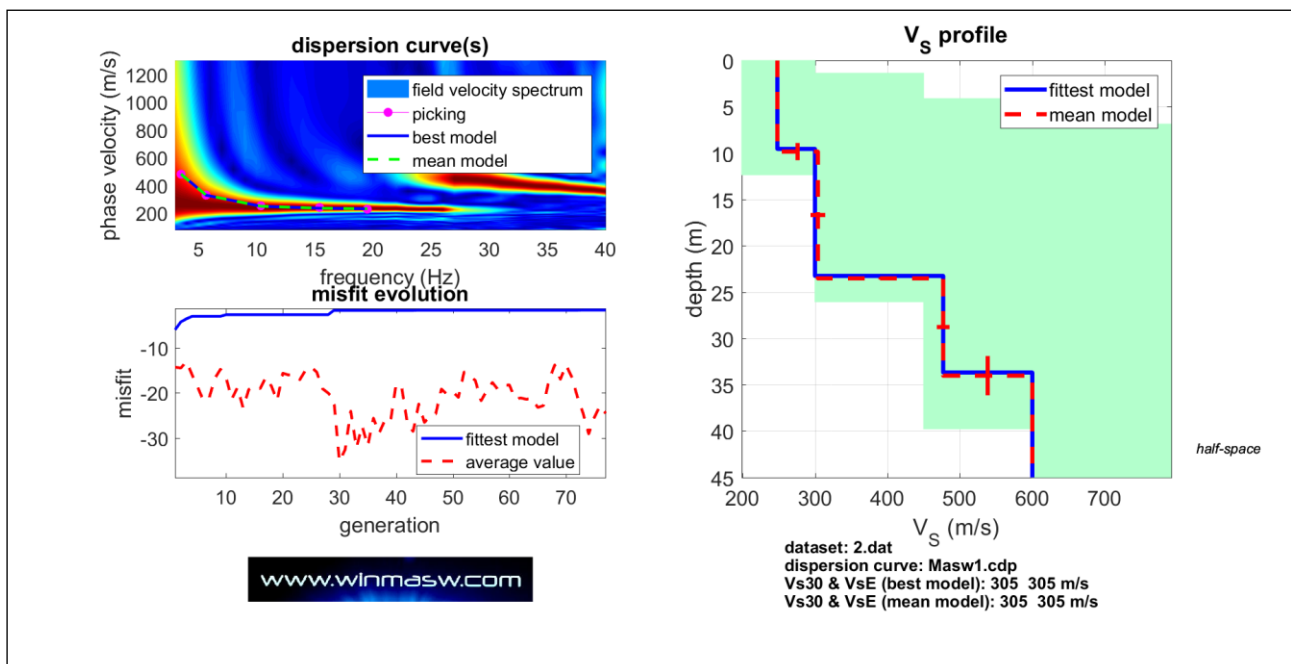 dispersion curve(s)
phase velocity (m/s)
1200
1000
800
600
400
200
field velocity spectrum
picking
best model
mean model
5 10 15 20 25 30 35 40
frequency (Hz)
misfit evolution
misfit
-10
-20
-30
fittest model
average value
10 20 30 40 50 60 70
generation
www.winmasw.com
VS profile
depth (m)
0
5
10
15
20
25
30
35
40
45
fittest model
mean model
200 300 400 500 600 700
VS (m/s)
half-space
dataset: 2.dat
dispersion curve: Masw1.cdp
Vs30 & VsE (best model): 305 305 m/s
Vs30 & VsE (mean model): 305 305 m/s